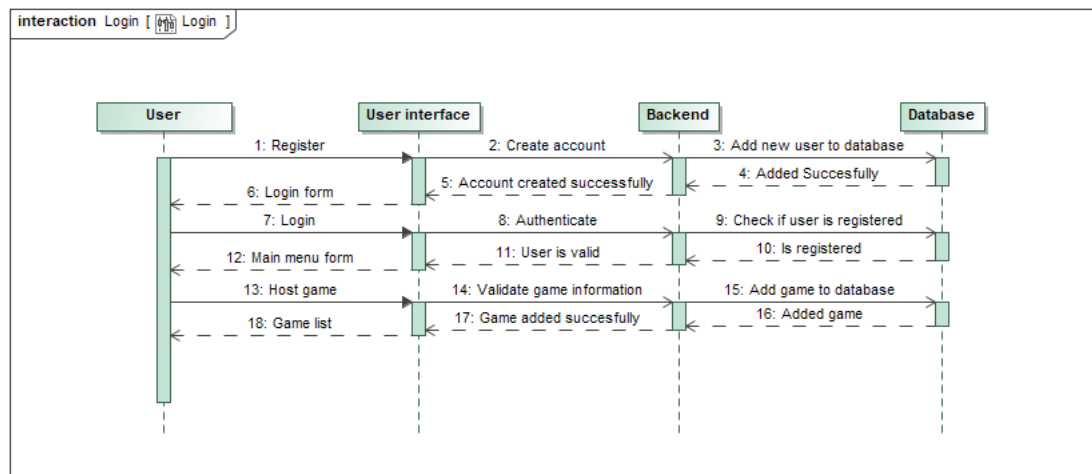 interaction Login [ Login ]
User
User interface
Backend
Database
1: Register
2: Create account
3: Add new user to database
4: Added Succesfully
5: Account created successfully
6: Login form
7: Login
8: Authenticate
9: Check if user is registered
10: Is registered
11: User is valid
12: Main menu form
13: Host game
14: Validate game information
15: Add game to database
16: Added game
17: Game added succesfully
18: Game list